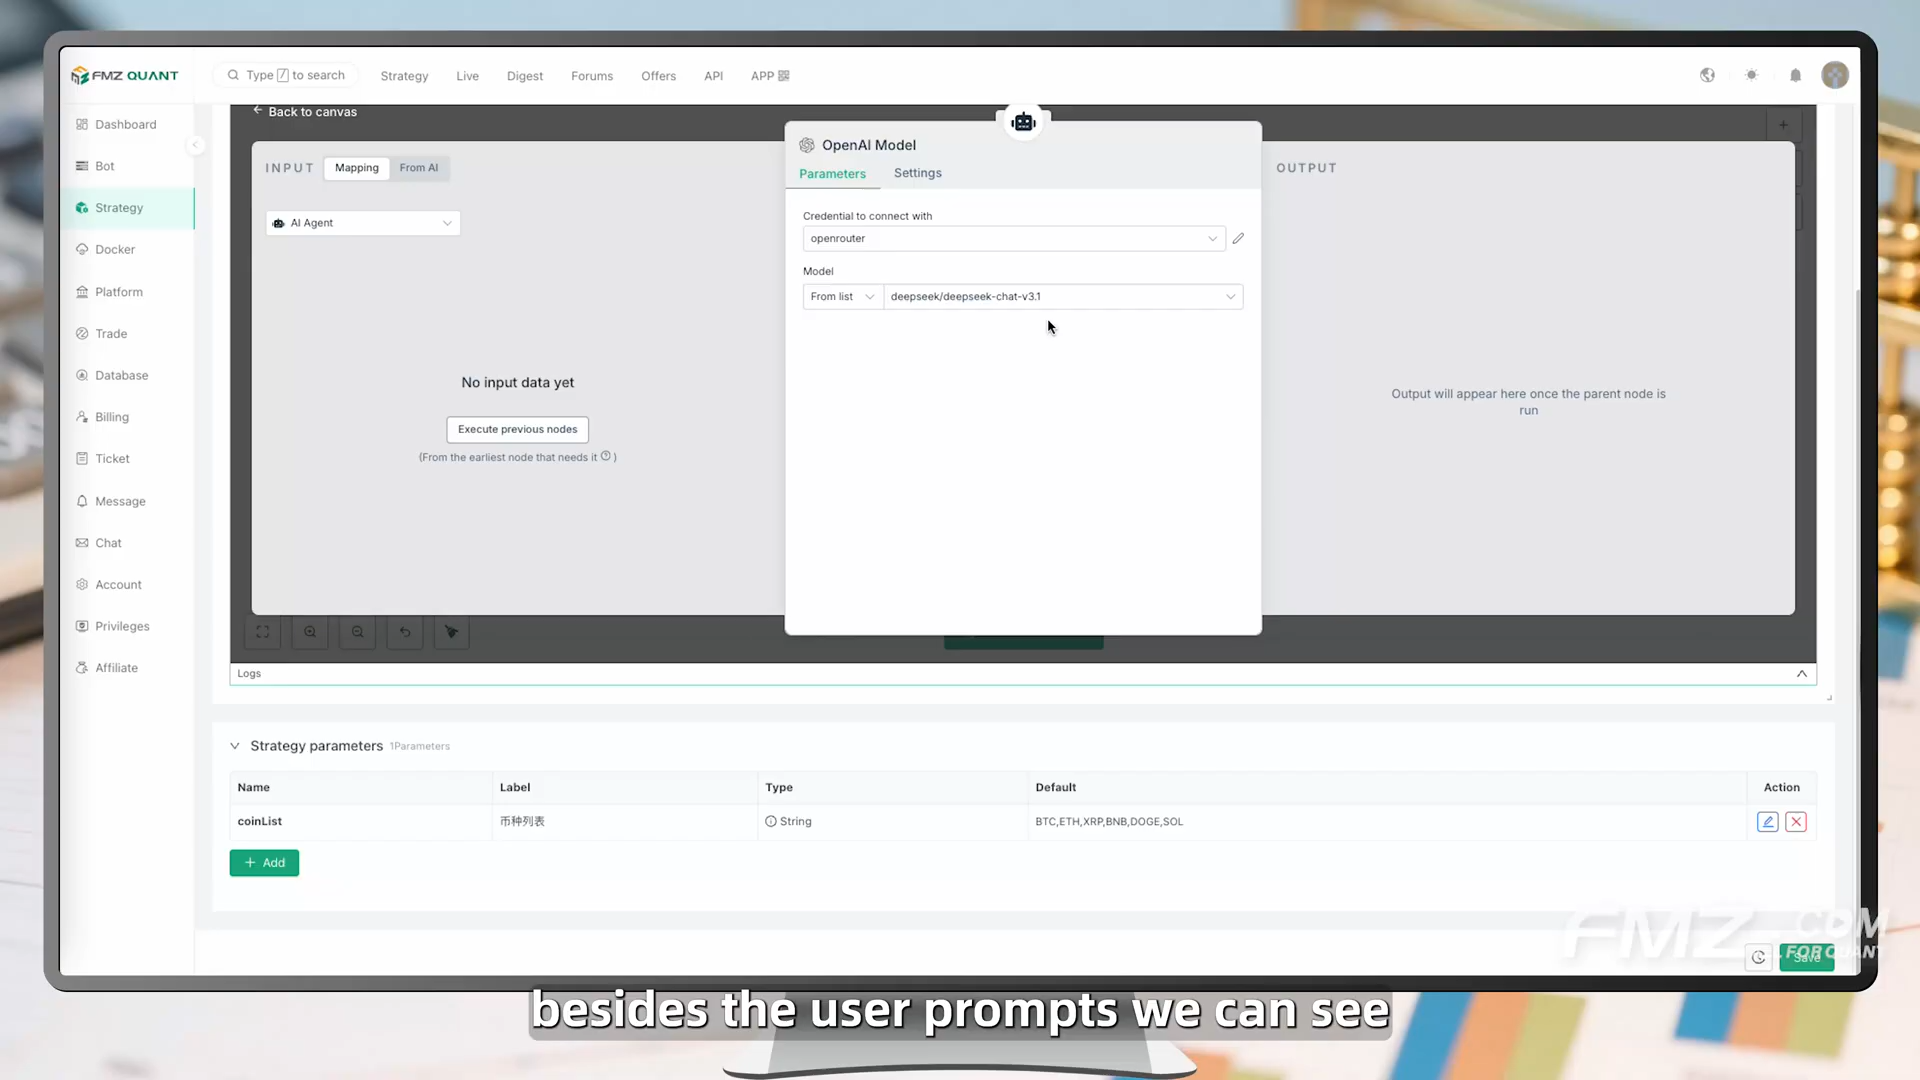 FMZ QUANT
Type / to search
Strategy
Live
Digest
Forums
Offers
API
APP
Dashboard
Bot
Strategy
Docker
Platform
Trade
Database
Billing
Ticket
Message
Chat
Account
Privileges
Affiliate
Back to canvas
INPUT
Mapping
From AI
AI Agent
No input data yet
Execute previous nodes
(From the earliest node that needs it ? )
OpenAI Model
Parameters
Settings
Credential to connect with
openrouter
Model
From list
deepseek/deepseek-chat-v3.1
OUTPUT
Output will appear here once the parent node is
run
Logs
Strategy parameters 1Parameters
Name
Label
Type
Default
Action
coinList
币种列表
String
BTC,ETH,XRP,BNB,DOGE,SOL
+ Add
Save
FMZ.COM
FOR QUANT
besides the user prompts we can see